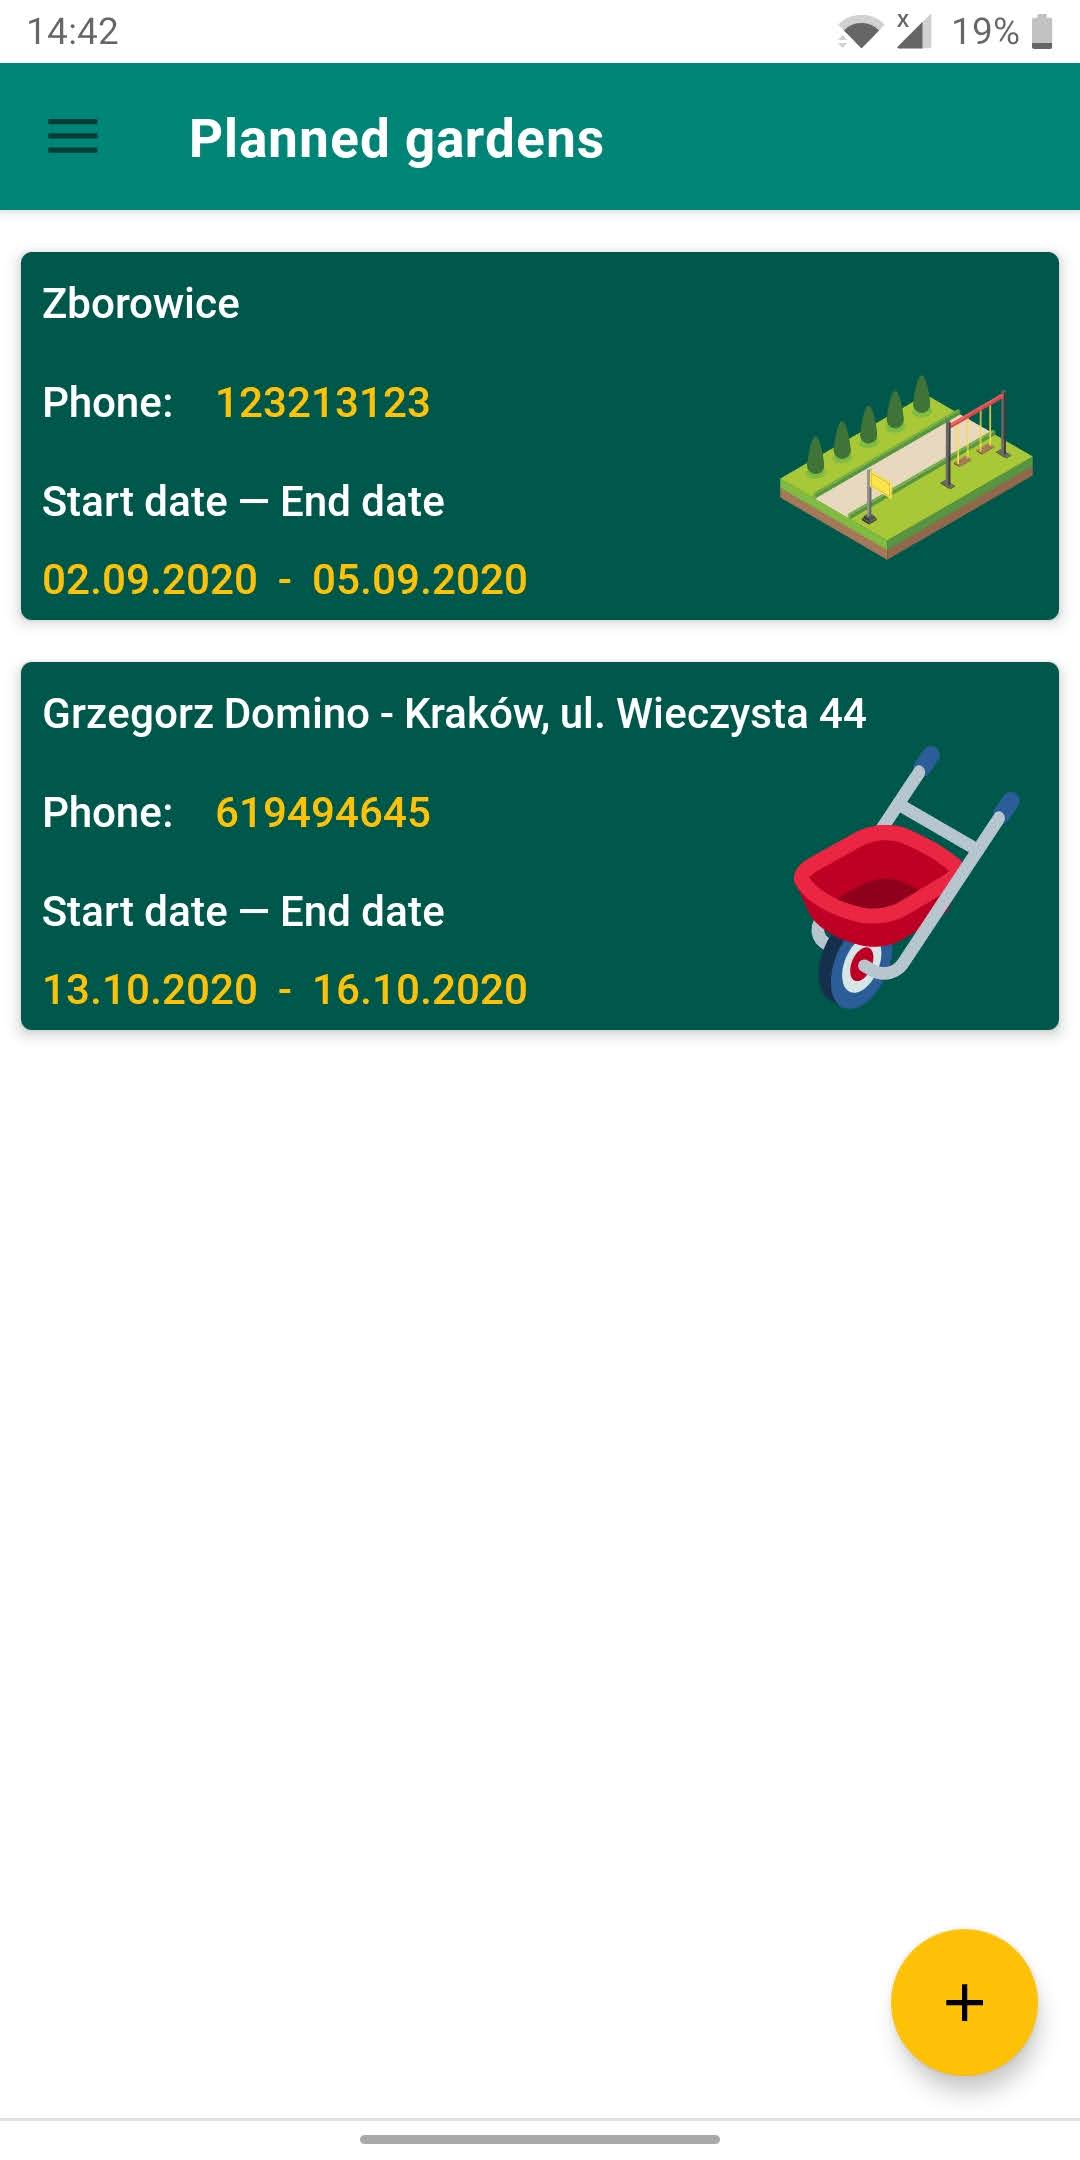 14:42
x 19%
Planned gardens
Zborowice
Phone: 123213123
Start date — End date
02.09.2020 - 05.09.2020
Grzegorz Domino - Kraków, ul. Wieczysta 44
Phone: 619494645
Start date — End date
13.10.2020 - 16.10.2020
+